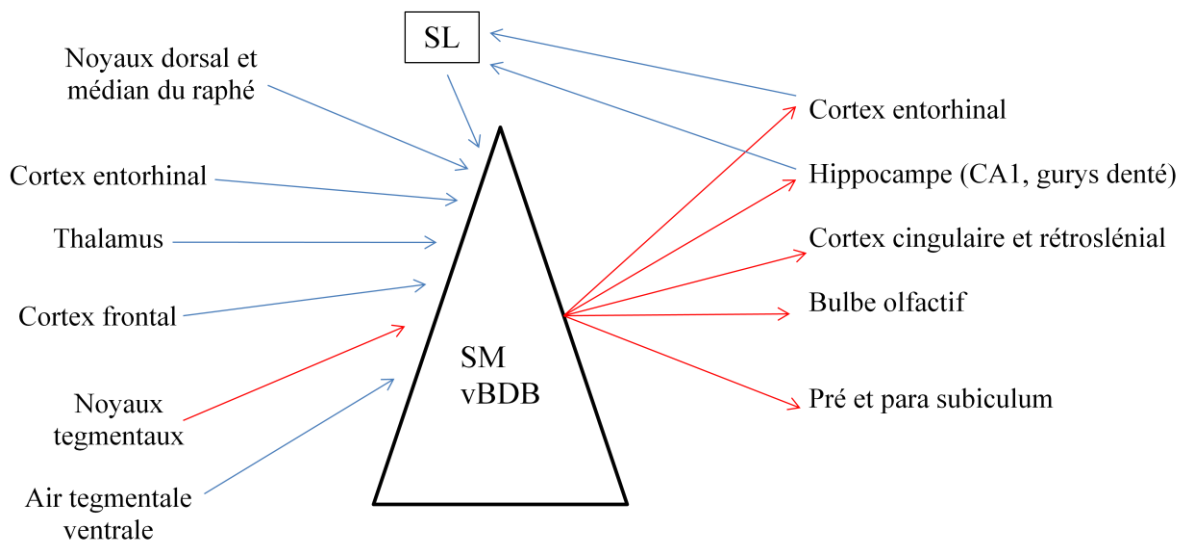 SL
Noyaux dorsal et
médian du raphé
Cortex entorhinal
Thalamus
Cortex frontal
Noyaux
tegmentaux
Air tegmentale
ventrale
SM
vBDB
Cortex entorhinal
Hippocampe (CA1, gurys denté)
Cortex cingulaire et rétroslénial
Bulbe olfactif
Pré et para subiculum